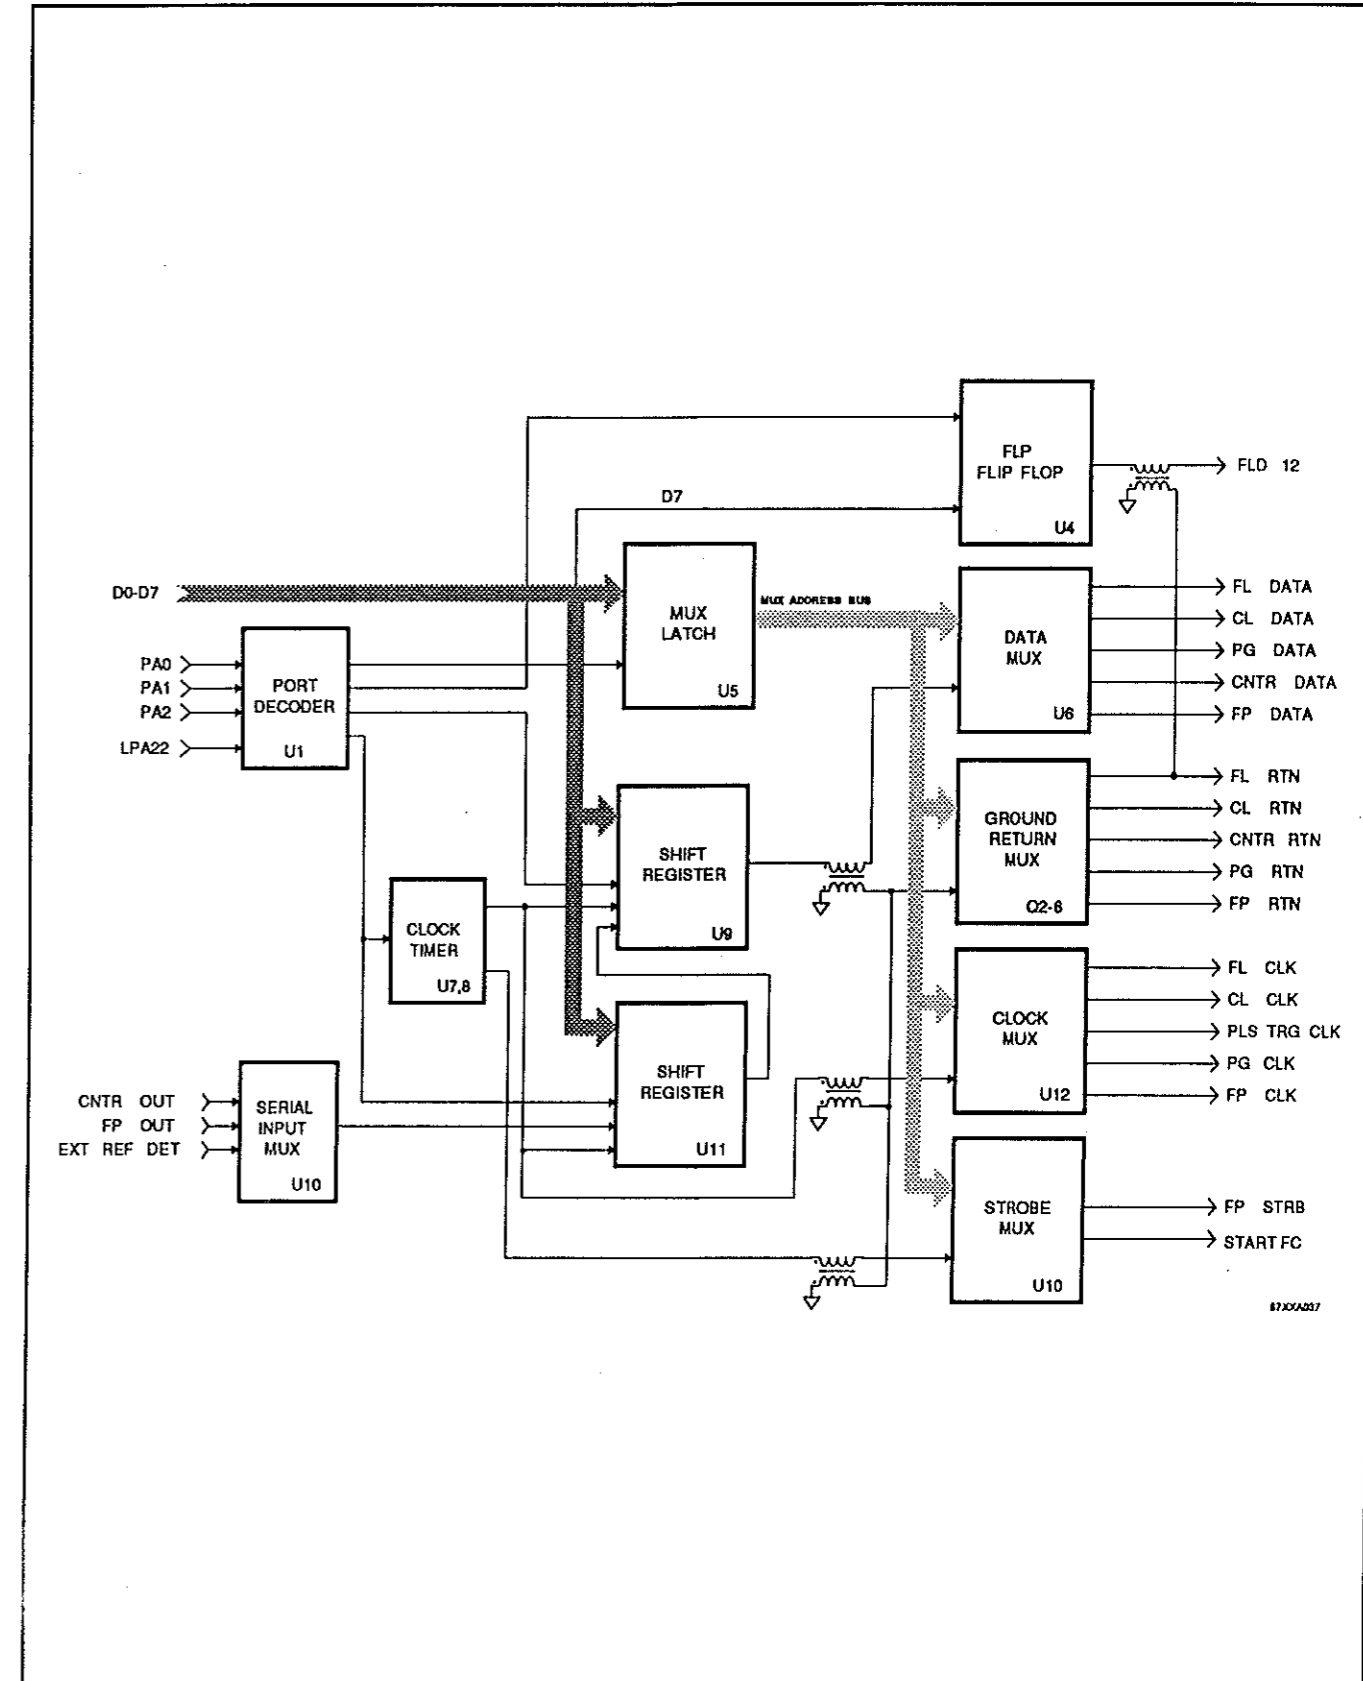 FLP
FLIP FLOP
U4
FLD 12
D7
D0-D7
MUX
LATCH
U5
MUX ADDRESS BUS
DATA
MUX
U6
FL DATA
CL DATA
PG DATA
CNTR DATA
FP DATA
PA0
PA1
PA2
LPA22
PORT
DECODER
U1
GROUND
RETURN
MUX
Q2-6
FL RTN
CL RTN
CNTR RTN
PG RTN
FP RTN
SHIFT
REGISTER
U9
CLOCK
TIMER
U7,8
CLOCK
MUX
U12
FL CLK
CL CLK
PLS TRG CLK
PG CLK
FP CLK
SHIFT
REGISTER
U11
CNTR OUT
FP OUT
EXT REF DET
SERIAL
INPUT
MUX
U10
STROBE
MUX
U10
FP STRB
START FC
87XXA037